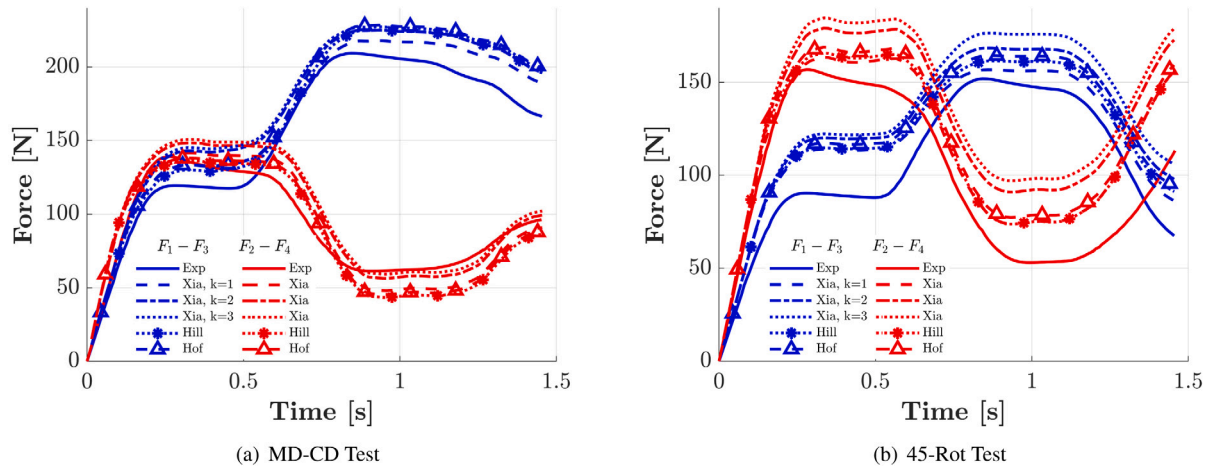 Force [N]
200
150
100
50
0
F1 − F3 F2 − F4
Exp Exp
Xia, k=1 Xia
Xia, k=2 Xia
Xia, k=3 Xia
Hill Hill
Hof Hof
0 0.5 1 1.5
Time [s]
(a) MD-CD Test
Force [N]
150
100
50
0
F1 − F3 F2 − F4
Exp Exp
Xia, k=1 Xia
Xia, k=2 Xia
Xia, k=3 Xia
Hill Hill
Hof Hof
0 0.5 1 1.5
Time [s]
(b) 45-Rot Test